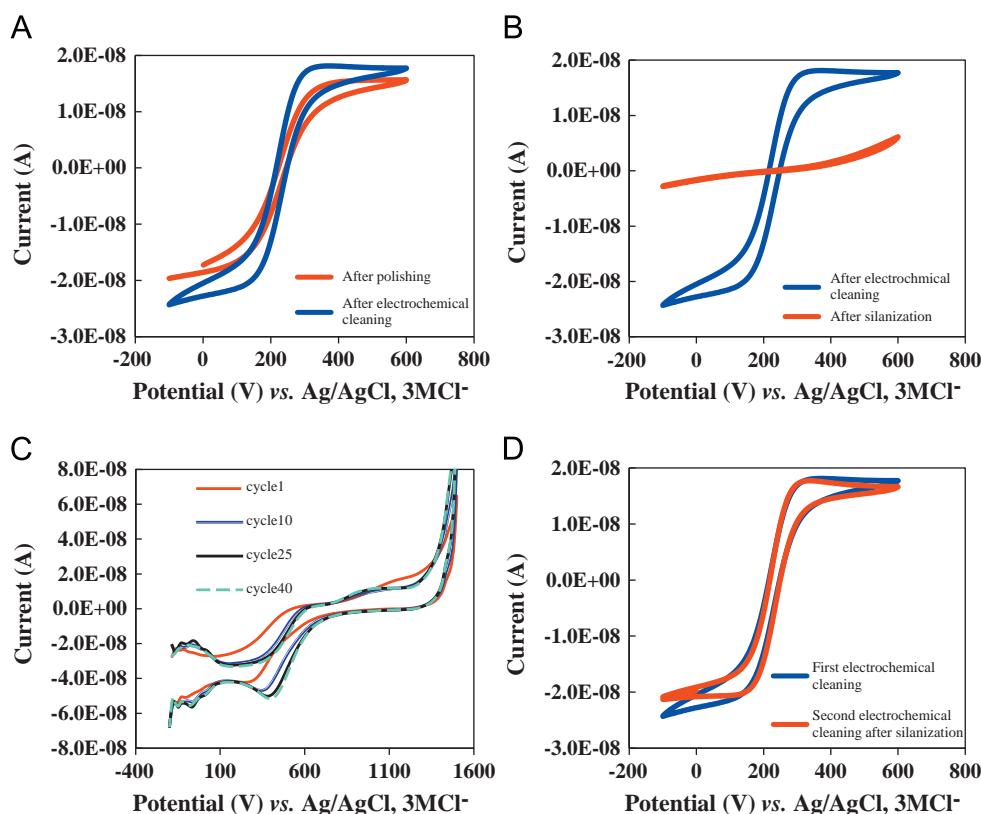 A
2.0E-08
1.0E-08
0.0E+00
-1.0E-08
-2.0E-08
-3.0E-08
Current (A)
After polishing
After electrochemical
cleaning
-200 0 200 400 600 800
Potential (V) vs. Ag/AgCl, 3MCl-
B
2.0E-08
1.0E-08
0.0E+00
-1.0E-08
-2.0E-08
-3.0E-08
Current (A)
After electrochmical
cleaning
After silanization
-200 0 200 400 600 800
Potential (V) vs. Ag/AgCl, 3MCl-
C
8.0E-08
6.0E-08
4.0E-08
2.0E-08
0.0E+00
-2.0E-08
-4.0E-08
-6.0E-08
-8.0E-08
Current (A)
cycle1
cycle10
cycle25
cycle40
-400 100 600 1100 1600
Potential (V) vs. Ag/AgCl, 3MCl-
D
2.0E-08
1.0E-08
0.0E+00
-1.0E-08
-2.0E-08
-3.0E-08
Current (A)
First electrochemical
cleaning
Second electrochemical
cleaning after silanization
-200 0 200 400 600 800
Potential (V) vs. Ag/AgCl, 3MCl-